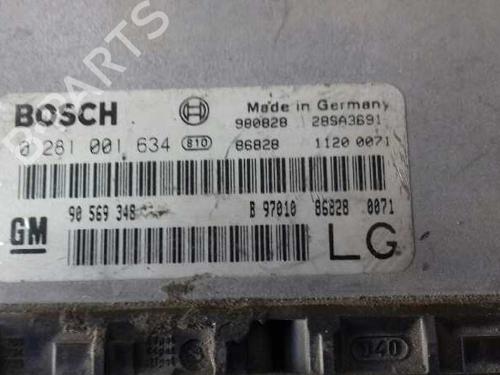 B-PARTS
BOSCH
Made in Germany
980828 28SA3691
0 281 001 634 810 86828 1120 0071
GM 90 569 348 B 97010 86828 0071
LG